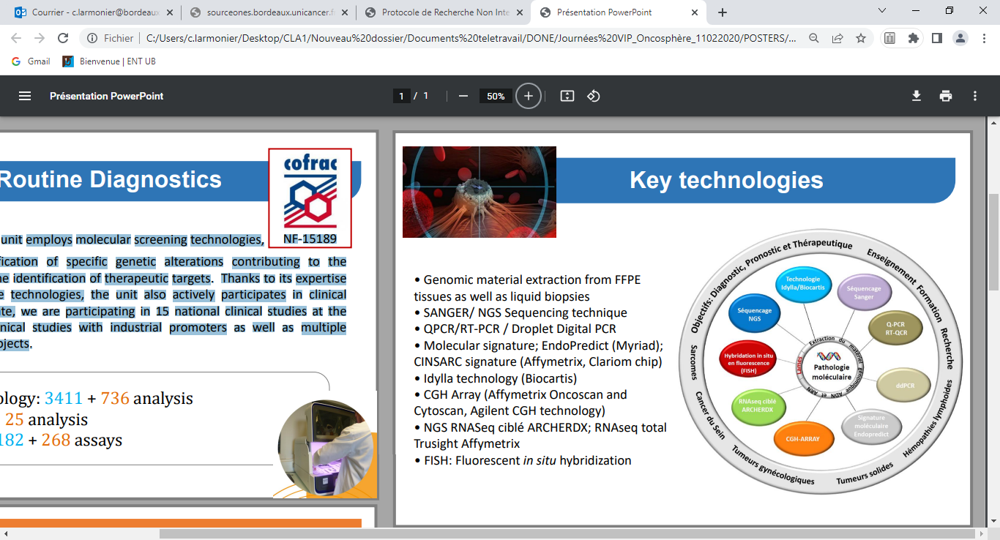 Courrier - c.larmonier@bordeaux
sourceones.bordeaux.unicancer.f
Protocole de Recherche Non Inte
Présentation PowerPoint
Fichier
C:/Users/c.larmonier/Desktop/CLA1/Nouveau%20dossier/Documents%20teletravail/DONE/Journées%20VIP_Oncosphère_11022020/POSTERS/...
Gmail
Bienvenue | ENT UB
Présentation PowerPoint
1 / 1
50%
Routine Diagnostics
cofrac
NF-15189
unit employs molecular screening technologies,
fication of specific genetic alterations contributing to the
he identification of therapeutic targets. Thanks to its expertise
e technologies, the unit also actively participates in clinical
te, we are participating in 15 national clinical studies at the
nical studies with industrial promoters as well as multiple
ojects.
ology: 3411 + 736 analysis
25 analysis
182 + 268 assays
Key technologies
• Genomic material extraction from FFPE
tissues as well as liquid biopsies
• SANGER/ NGS Sequencing technique
• QPCR/RT-PCR / Droplet Digital PCR
• Molecular signature; EndoPredict (Myriad);
CINSARC signature (Affymetrix, Clariom chip)
• Idylla technology (Biocartis)
• CGH Array (Affymetrix Oncoscan and
Cytoscan, Agilent CGH technology)
• NGS RNASeq ciblé ARCHERDX; RNAseq total
Trusight Affymetrix
• FISH: Fluorescent in situ hybridization
Objectifs: Diagnostic, Pronostic et Thérapeutique
Enseignement Formation Recherche
Hémopathies lymphoides
Tumeurs solides
Tumeurs gynécologiques
Cancer du Sein
Sarcomes
Technologie
Idylla/Biocartis
Séquencage
Sanger
Q-PCR
RT-QCR
ddPCR
Signature
moléculaire
Endopredict
CGH-ARRAY
RNAseq ciblé
ARCHERDX
Hybridation in situ
en fluorescence
(FISH)
Séquencage
NGS
Extraction du matériel génomique ADN et ARN
Lames
Pathologie
moléculaire